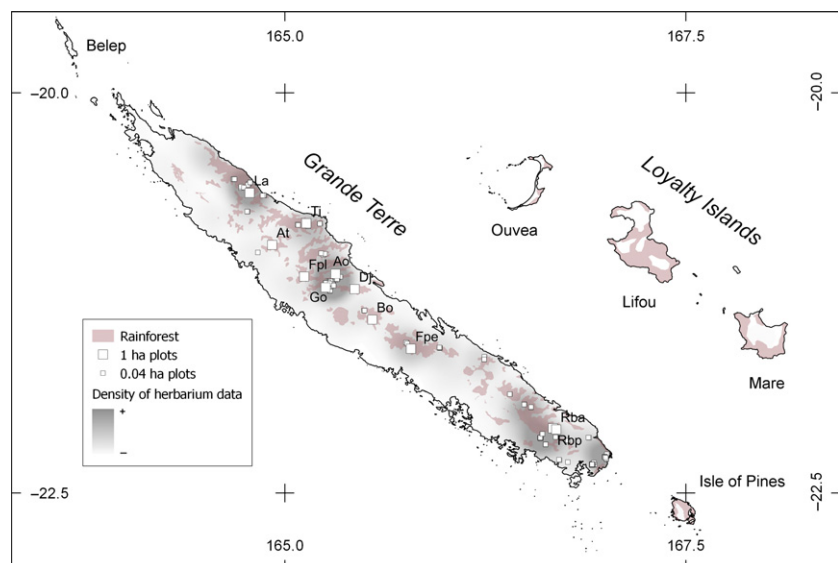 165.0
167.5
Belep
−20.0
−20.0
Grande Terre
Loyalty Islands
La
Ti
Ouvea
At
Fpl
Ao
Go
Bo
Lifou
Rainforest
1 ha plots
0.04 ha plots
Density of herbarium data
+
−
Fpe
Mare
Rba
Rbp
Isle of Pines
−22.5
−22.5
165.0
167.5